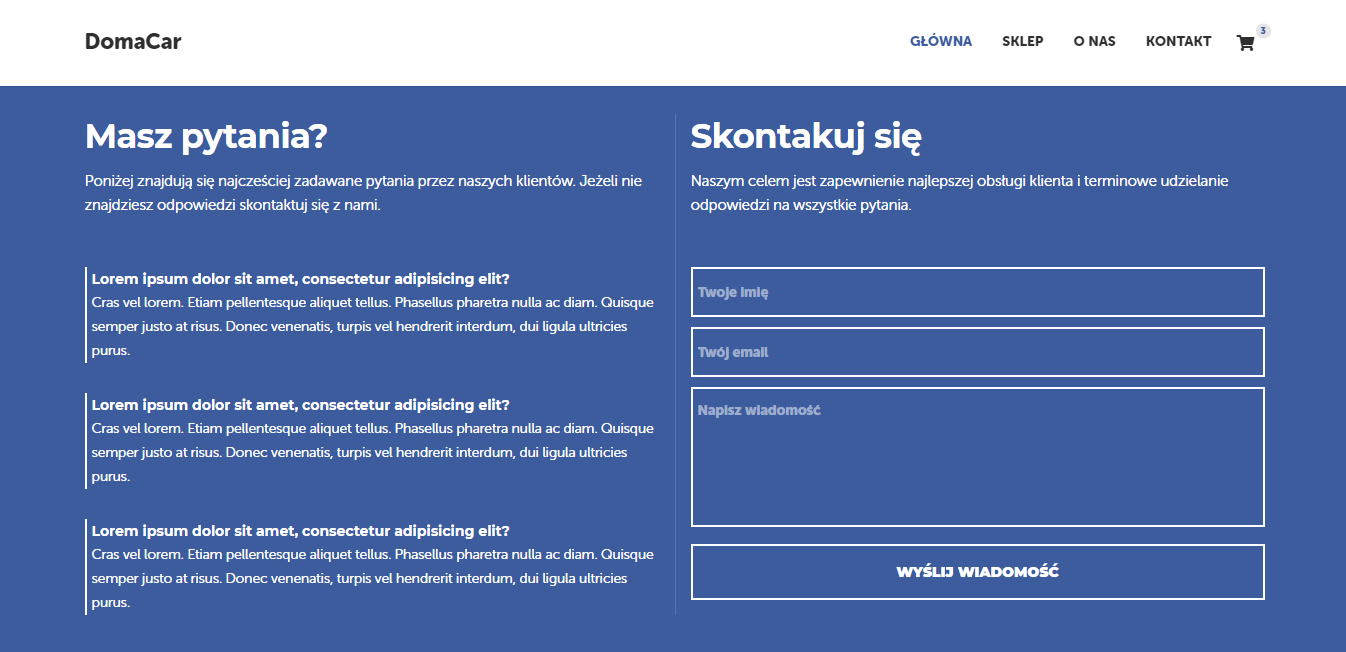 DomaCar
GŁÓWNA SKLEP O NAS KONTAKT 3
Masz pytania?
Poniżej znajdują się najcześciej zadawane pytania przez naszych klientów. Jeżeli nie
znajdziesz odpowiedzi skontaktuj się z nami.
Lorem ipsum dolor sit amet, consectetur adipisicing elit?
Cras vel lorem. Etiam pellentesque aliquet tellus. Phasellus pharetra nulla ac diam. Quisque
semper justo at risus. Donec venenatis, turpis vel hendrerit interdum, dui ligula ultricies
purus.
Lorem ipsum dolor sit amet, consectetur adipisicing elit?
Cras vel lorem. Etiam pellentesque aliquet tellus. Phasellus pharetra nulla ac diam. Quisque
semper justo at risus. Donec venenatis, turpis vel hendrerit interdum, dui ligula ultricies
purus.
Lorem ipsum dolor sit amet, consectetur adipisicing elit?
Cras vel lorem. Etiam pellentesque aliquet tellus. Phasellus pharetra nulla ac diam. Quisque
semper justo at risus. Donec venenatis, turpis vel hendrerit interdum, dui ligula ultricies
purus.
Skontakuj się
Naszym celem jest zapewnienie najlepszej obsługi klienta i terminowe udzielanie
odpowiedzi na wszystkie pytania.
Twoje imię
Twój email
Napisz wiadomość
WYŚLIJ WIADOMOŚĆ